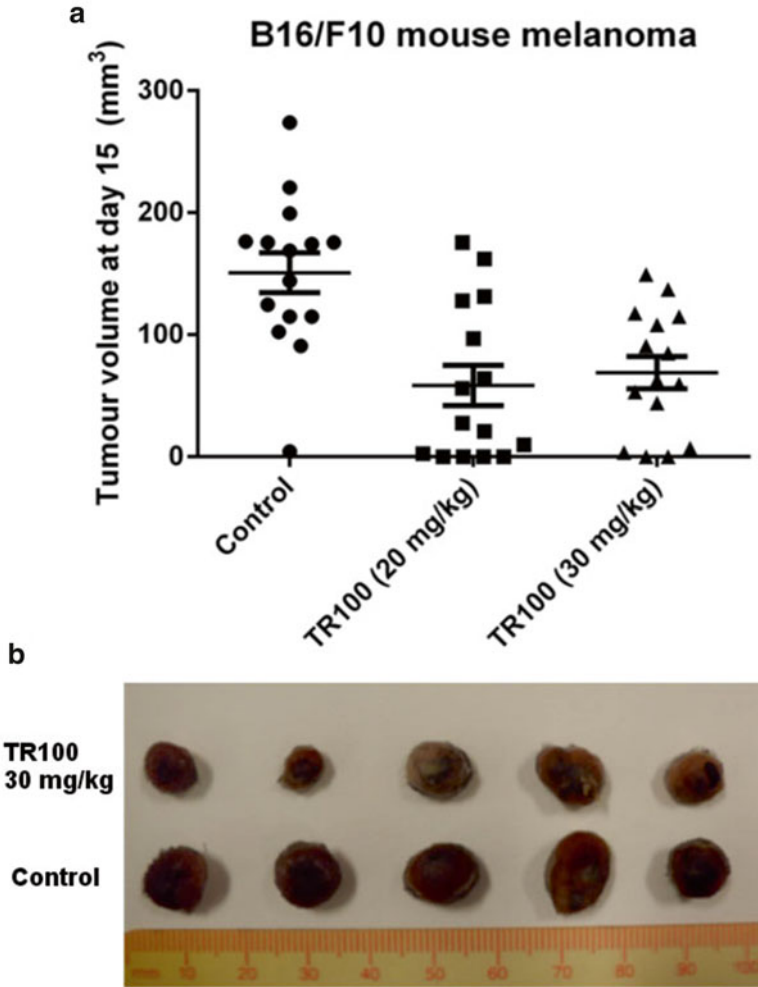 a
B16/F10 mouse melanoma
Tumour volume at day 15 (mm³)
300
200
100
0
Control
TR100 (20 mg/kg)
TR100 (30 mg/kg)
b
TR100
30 mg/kg
Control
mm 10 20 30 40 50 60 70 80 90 100